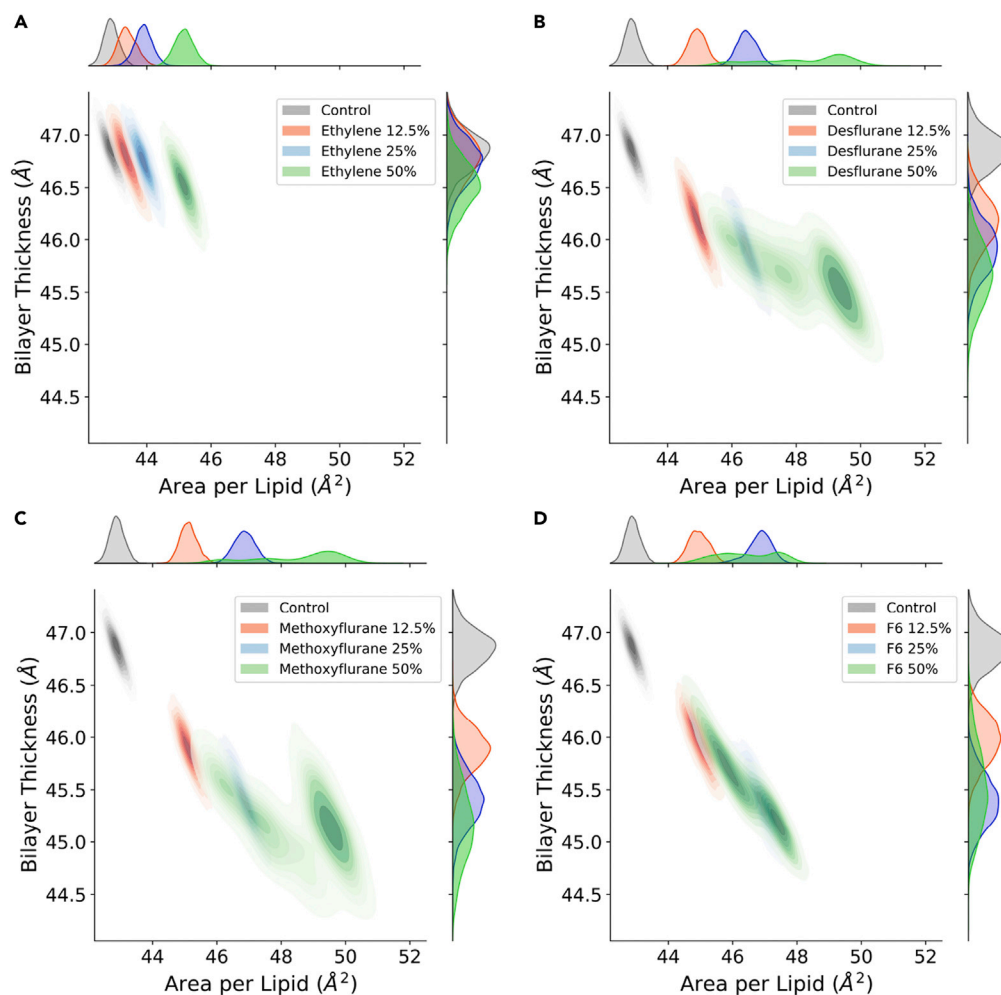 A
Control
Ethylene 12.5%
Ethylene 25%
Ethylene 50%
47.0
46.5
46.0
45.5
45.0
44.5
Bilayer Thickness (Å)
44 46 48 50 52
Area per Lipid (Å²)
B
Control
Desflurane 12.5%
Desflurane 25%
Desflurane 50%
47.0
46.5
46.0
45.5
45.0
44.5
Bilayer Thickness (Å)
44 46 48 50 52
Area per Lipid (Å²)
C
Control
Methoxyflurane 12.5%
Methoxyflurane 25%
Methoxyflurane 50%
47.0
46.5
46.0
45.5
45.0
44.5
Bilayer Thickness (Å)
44 46 48 50 52
Area per Lipid (Å²)
D
Control
F6 12.5%
F6 25%
F6 50%
47.0
46.5
46.0
45.5
45.0
44.5
Bilayer Thickness (Å)
44 46 48 50 52
Area per Lipid (Å²)